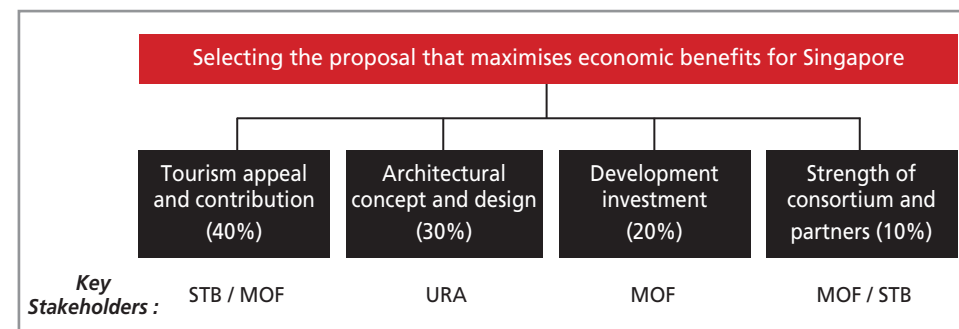 Selecting the proposal that maximises economic benefits for Singapore
Tourism appeal
and contribution
(40%)
Architectural
concept and design
(30%)
Development
investment
(20%)
Strength of
consortium and
partners (10%)
Key
Stakeholders :
STB / MOF
URA
MOF
MOF / STB